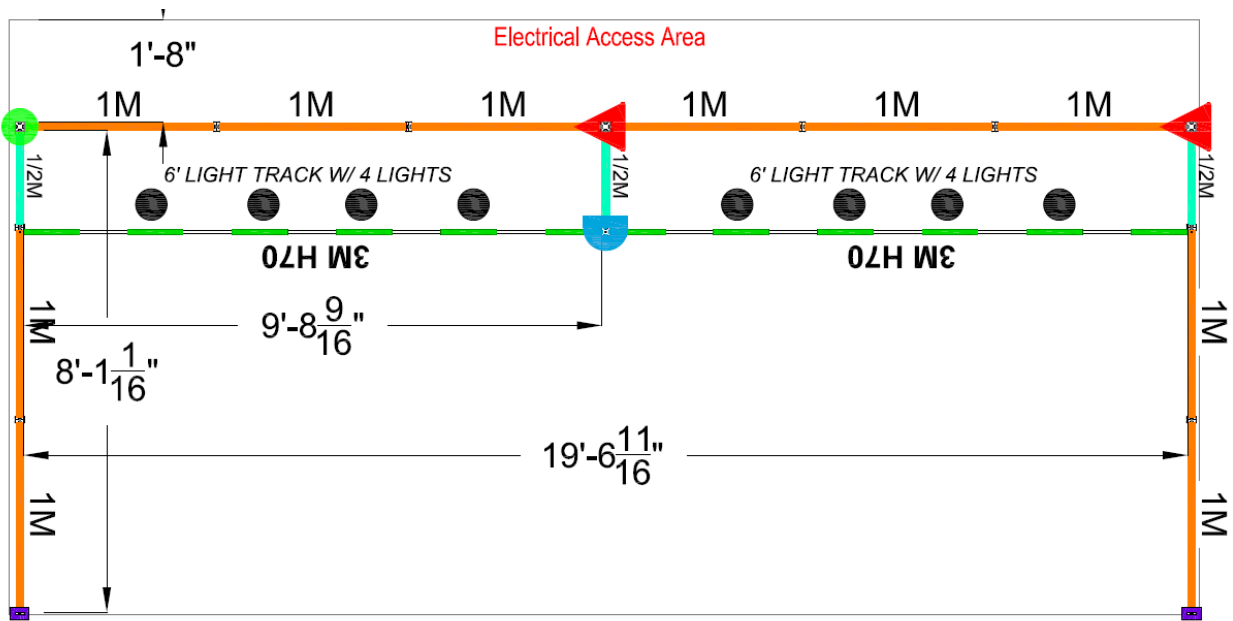 Electrical Access Area
1'-8"
1M 1M 1M 1M 1M 1M
1/2M 1/2M 1/2M
6' LIGHT TRACK W/ 4 LIGHTS 6' LIGHT TRACK W/ 4 LIGHTS
3M H70 3M H70
1M 1M
9'-8 9/16"
8'-1 1/16"
19'-6 11/16"
1M 1M